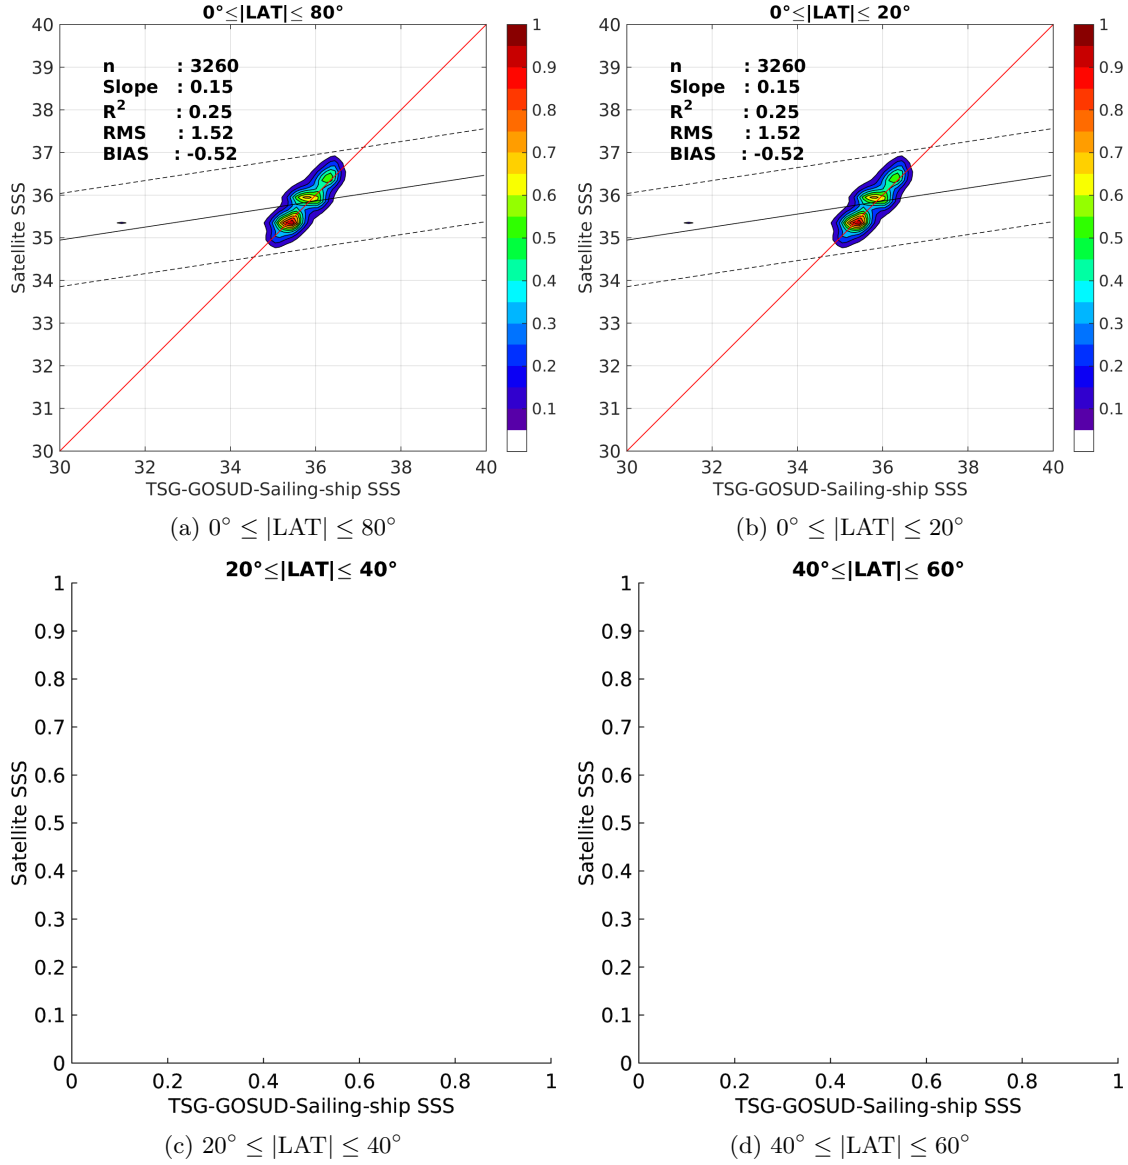 0°≤|LAT|≤ 80°
40
39
38
37
36
35
34
33
32
31
30
n : 3260
Slope : 0.15
R² : 0.25
RMS : 1.52
BIAS : -0.52
30 32 34 36 38 40
Satellite SSS
TSG-GOSUD-Sailing-ship SSS
1
0.9
0.8
0.7
0.6
0.5
0.4
0.3
0.2
0.1
(a) 0° ≤ |LAT| ≤ 80°
0°≤|LAT|≤ 20°
40
39
38
37
36
35
34
33
32
31
30
n : 3260
Slope : 0.15
R² : 0.25
RMS : 1.52
BIAS : -0.52
30 32 34 36 38 40
Satellite SSS
TSG-GOSUD-Sailing-ship SSS
1
0.9
0.8
0.7
0.6
0.5
0.4
0.3
0.2
0.1
(b) 0° ≤ |LAT| ≤ 20°
20°≤|LAT|≤ 40°
1
0.9
0.8
0.7
0.6
0.5
0.4
0.3
0.2
0.1
0
0 0.2 0.4 0.6 0.8 1
Satellite SSS
TSG-GOSUD-Sailing-ship SSS
(c) 20° ≤ |LAT| ≤ 40°
40°≤|LAT|≤ 60°
1
0.9
0.8
0.7
0.6
0.5
0.4
0.3
0.2
0.1
0
0 0.2 0.4 0.6 0.8 1
Satellite SSS
TSG-GOSUD-Sailing-ship SSS
(d) 40° ≤ |LAT| ≤ 60°